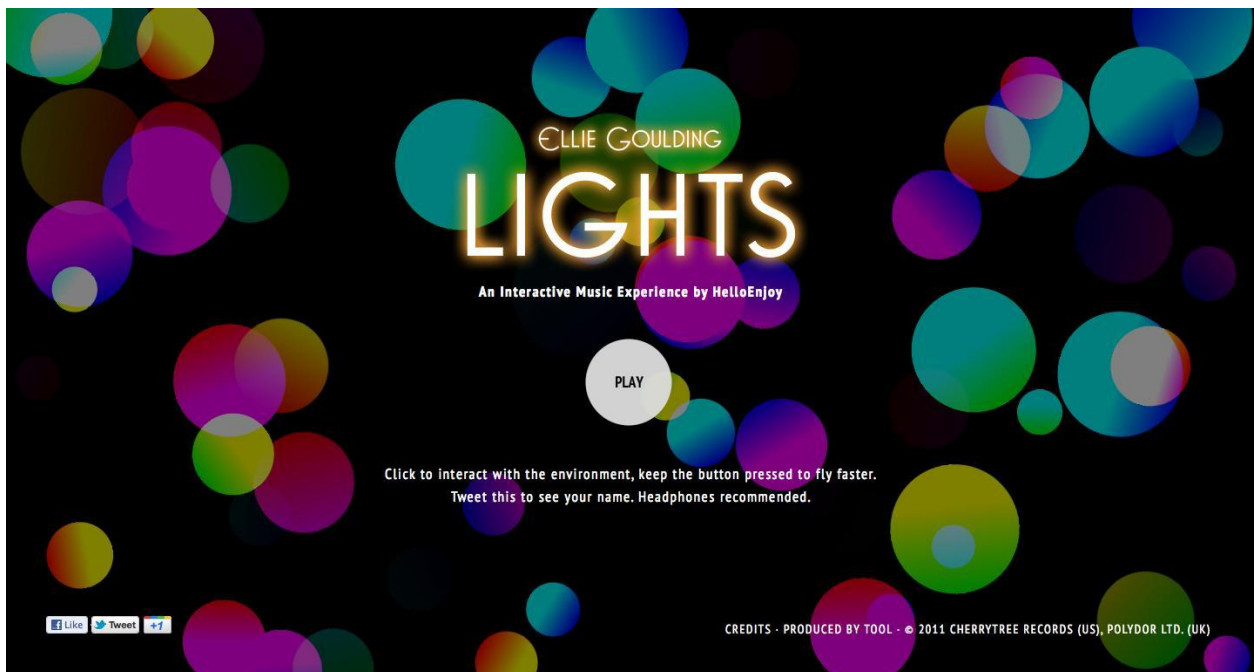 ELLIE GOULDING
LIGHTS
An Interactive Music Experience by HelloEnjoy
PLAY
Click to interact with the environment, keep the button pressed to fly faster.
Tweet this to see your name. Headphones recommended.
Like Tweet +1
CREDITS - PRODUCED BY TOOL - © 2011 CHERRYTREE RECORDS (US), POLYDOR LTD. (UK)